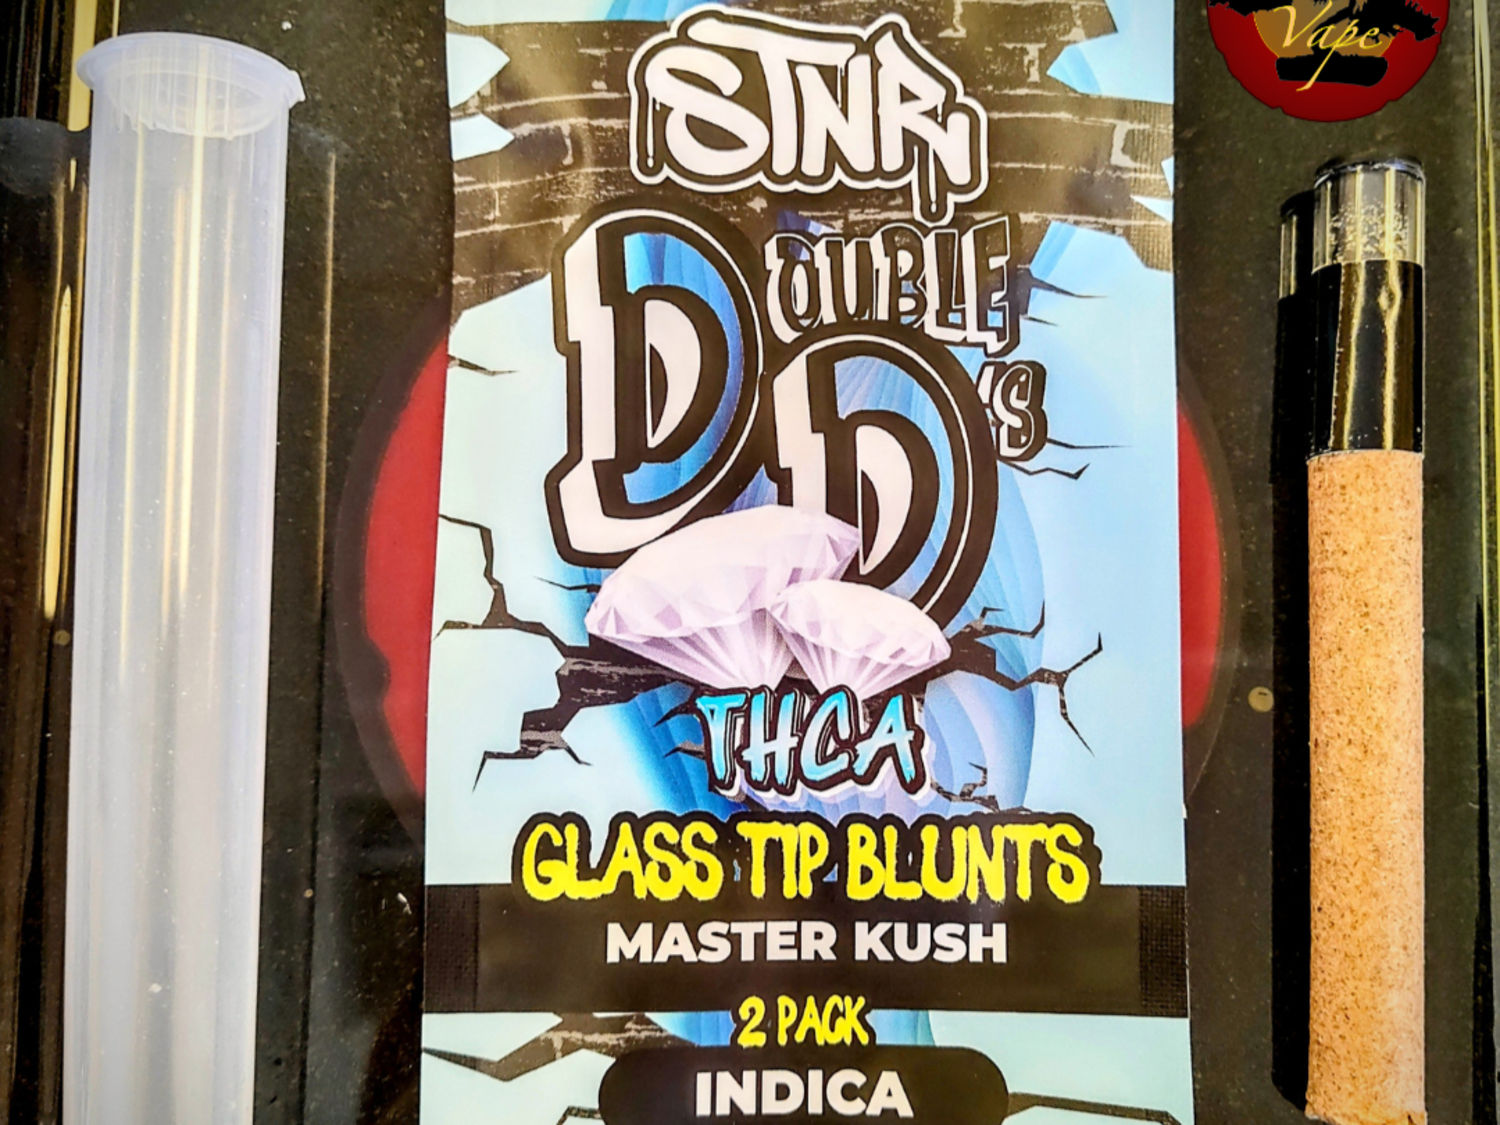 Vape
STNR
DOUBLE
D'S
THCA
GLASS TIP BLUNTS
MASTER KUSH
2 PACK
INDICA